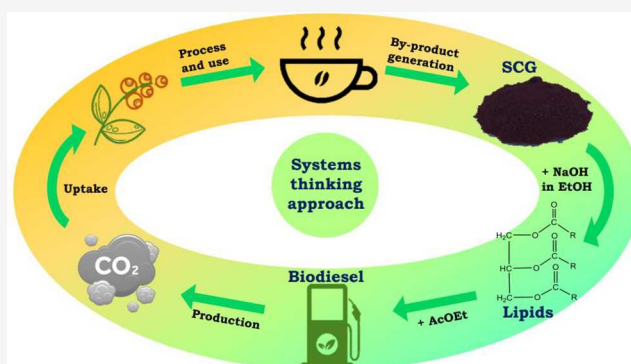 Process
and use
By-product
generation
SCG
+ NaOH
in EtOH
Systems
thinking
approach
Uptake
CO2
Production
Biodiesel
+ AcOEt
Lipids
O
C
H2C
O
R
O
C
HC
O
R
O
C
H2C
O
R